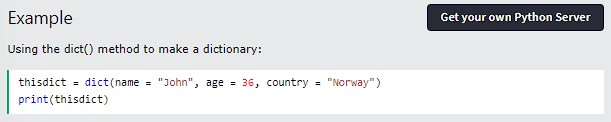 Example
Get your own Python Server
Using the dict() method to make a dictionary:
thisdict = dict(name = "John", age = 36, country = "Norway")
print(thisdict)